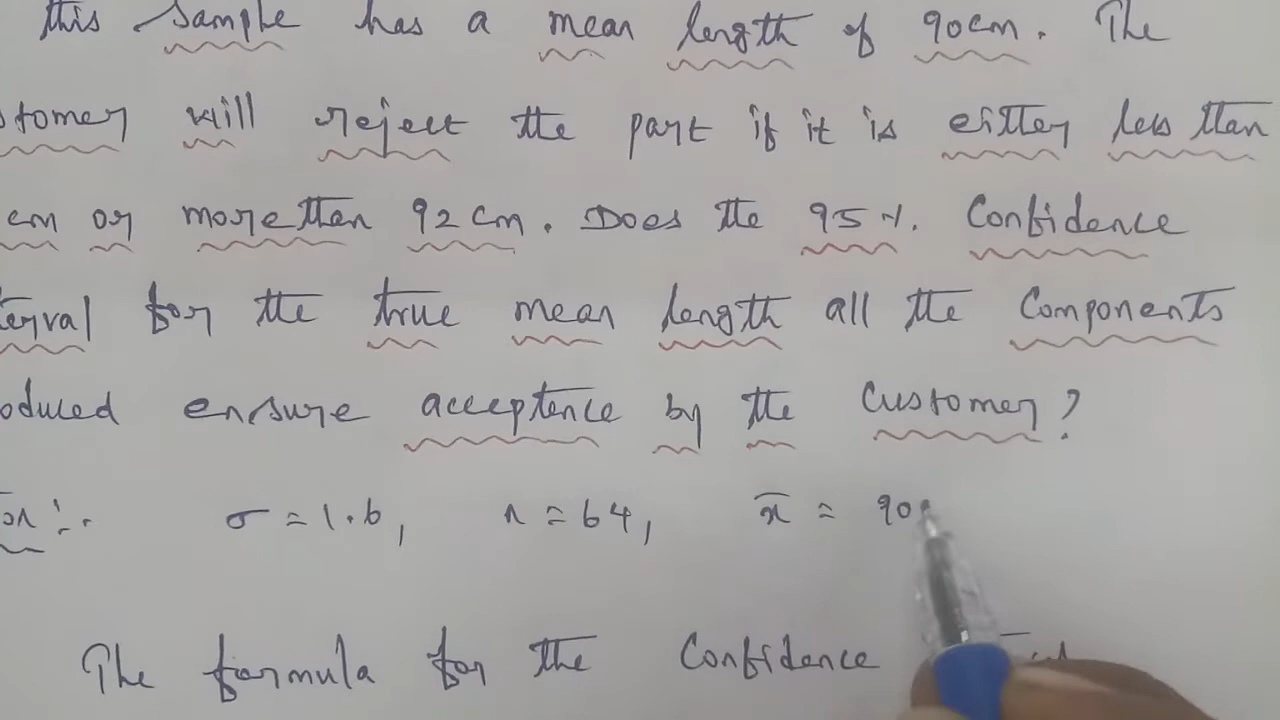 this sample has a mean length of 90cm. The
stomer will reject the part if it is either less than
cm or more than 92 cm. Does the 95%. Confidence
terval for the true mean length all the Components
oduced ensure acceptence by the Customer?
on :- σ = 1.6, n = 64, x̄ = 90
The formula for the Confidence